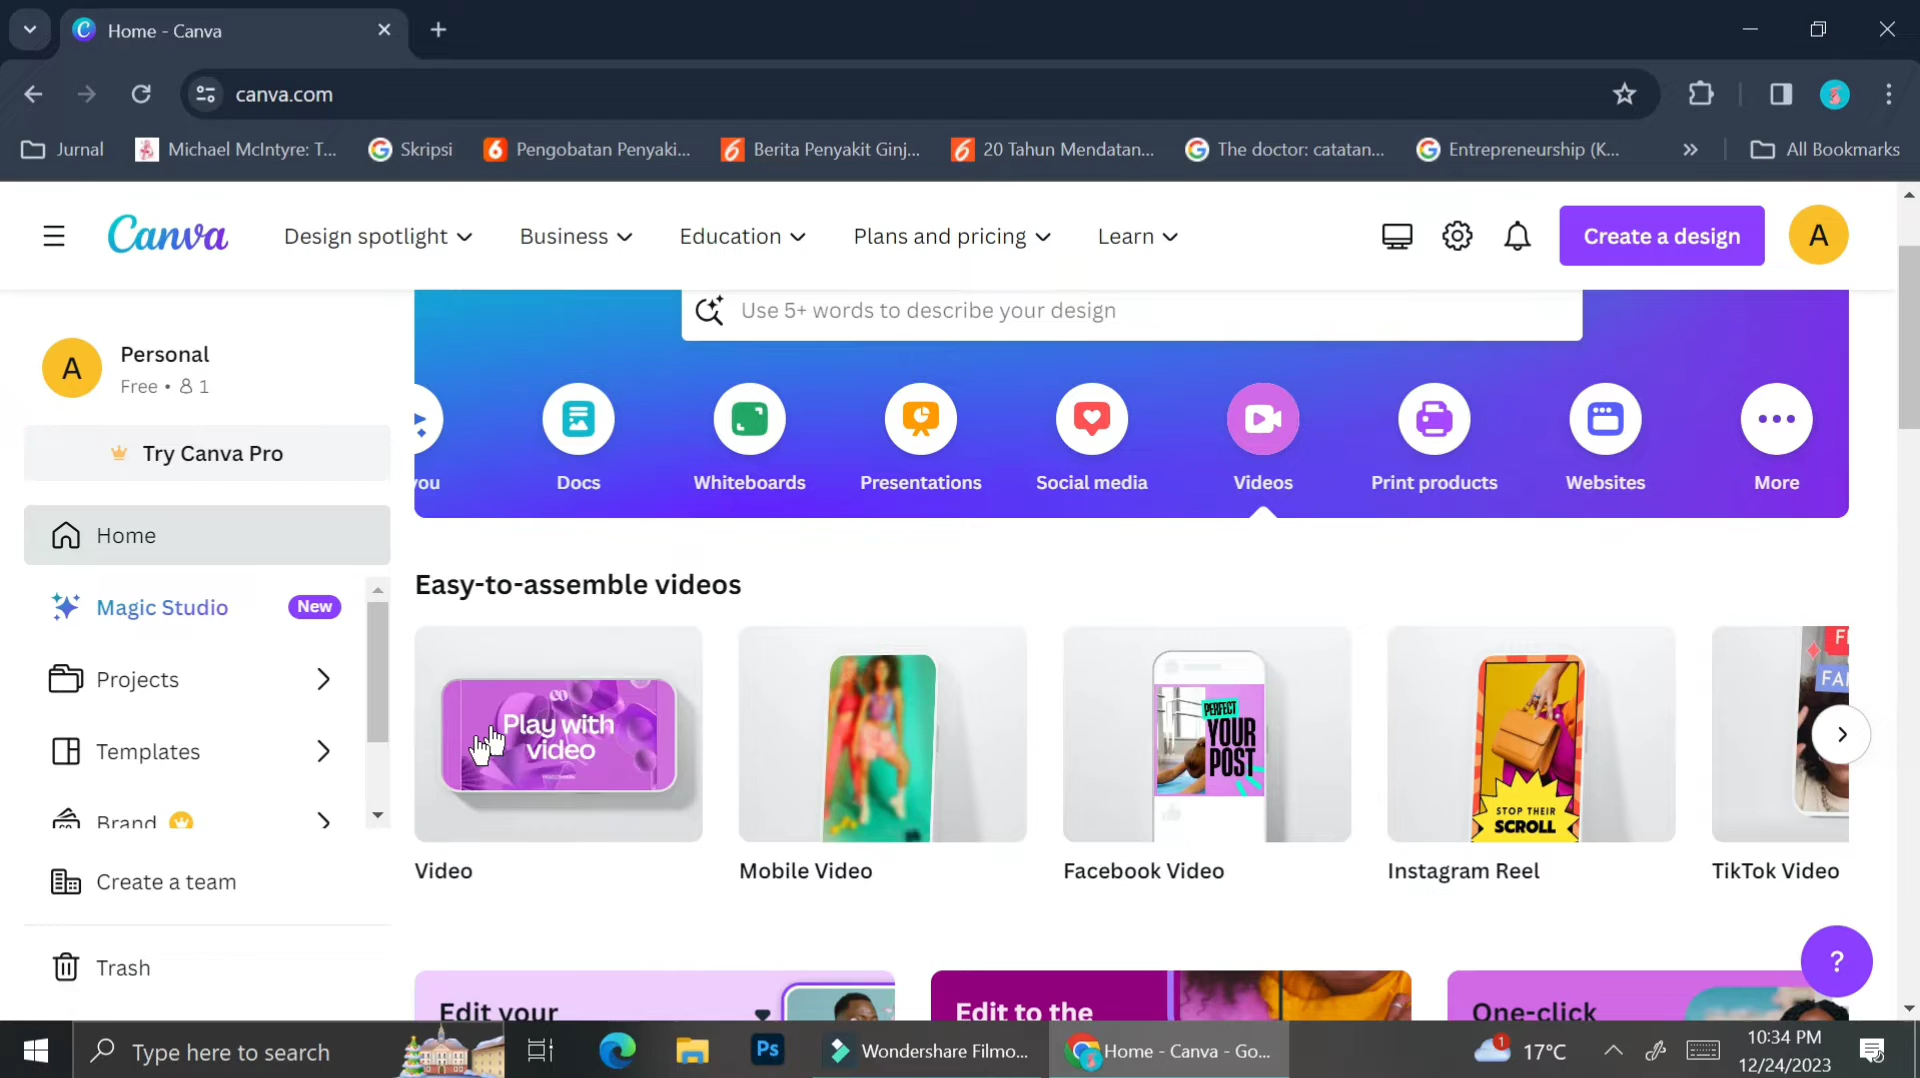 Home - Canva
canva.com
Jurnal
Michael McIntyre: T...
Skripsi
Pengobatan Penyaki...
Berita Penyakit Ginj...
20 Tahun Mendatan...
The doctor: catatan...
Entrepreneurship (K...
All Bookmarks
Canva
Design spotlight
Business
Education
Plans and pricing
Learn
Create a design
A
A
Personal
Free • 1
Try Canva Pro
Home
Magic Studio
New
Projects
Templates
Brand
Create a team
Trash
Use 5+ words to describe your design
you
Docs
Whiteboards
Presentations
Social media
Videos
Print products
Websites
More
Easy-to-assemble videos
Play with
video
PERFECT
YOUR
POST
STOP THEIR
SCROLL
Video
Mobile Video
Facebook Video
Instagram Reel
TikTok Video
Edit your
Edit to the
One-click
?
Type here to search
Ps
Wondershare Filmo...
Home - Canva - Go...
1
17°C
10:34 PM
12/24/2023